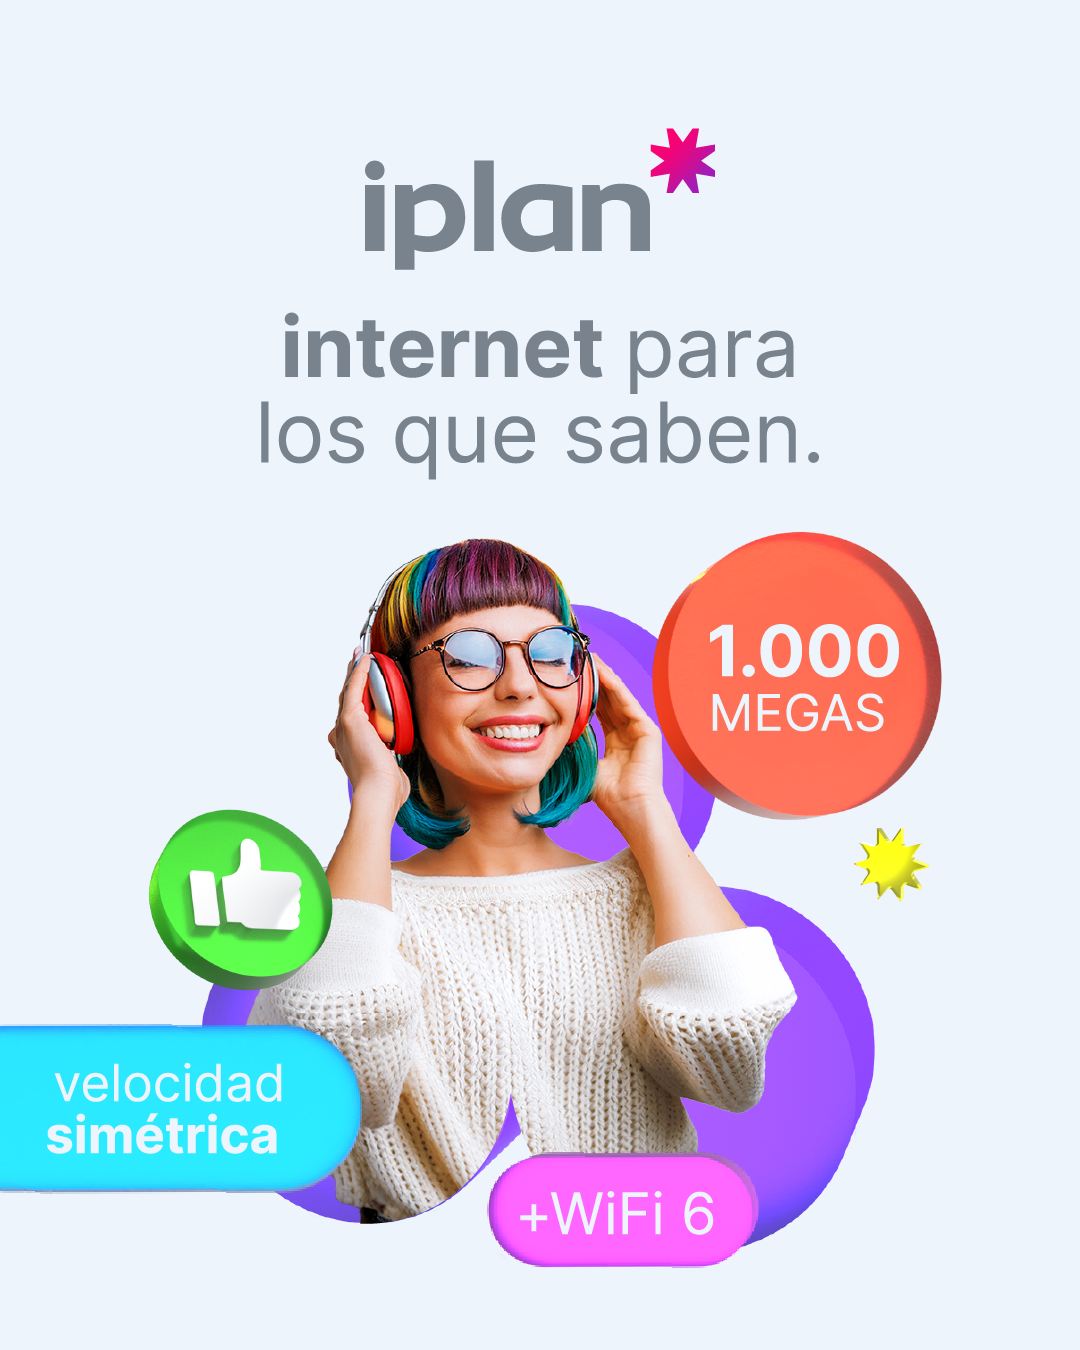 iplan*
internet para
los que saben.
1.000
MEGAS
velocidad
simétrica
+WiFi 6